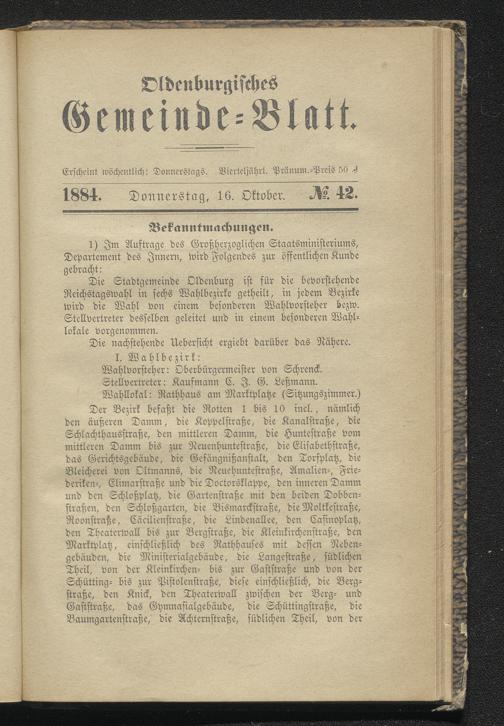 Oldenburgisches
Gemeinde-Blatt.
Erscheint wöchentlich: Donnerstags. Vierteljährl. Pränum.-Preis 50 ₰
1884. Donnerstag, 16. Oktober. № 42.
Bekanntmachungen.
1) Im Auftrage des Großherzoglichen Staatsministeriums,
Departement des Innern, wird Folgendes zur öffentlichen Kunde
gebracht:
Die Stadtgemeinde Oldenburg ist für die bevorstehende
Reichstagswahl in sechs Wahlbezirke getheilt, in jedem Bezirke
wird die Wahl von einem besonderen Wahlvorsteher bezw.
Stellvertreter desselben geleitet und in einem besonderen Wahl-
lokale vorgenommen.
Die nachstehende Uebersicht ergiebt darüber das Nähere.
I. Wahlbezirk:
Wahlvorsteher: Oberbürgermeister von Schrenck.
Stellvertreter: Kaufmann C. J. G. Leßmann.
Wahllokal: Rathhaus am Marktplatze (Sitzungszimmer.)
Der Bezirk befaßt die Rotten 1 bis 10 incl., nämlich
den äußeren Damm, die Koppelstraße, die Kanalstraße, die
Schlachthausstraße, den mittleren Damm, die Huntestraße vom
mittleren Damm bis zur Neuenhuntestraße, die Elisabethstraße,
das Gerichtsgebäude, die Gefängnißanstalt, den Torfplatz, die
Bleicherei von Oltmanns, die Neuehuntestraße, Amalien-, Frie-
deriken-, Elimarstraße und die Doctorsklappe, den inneren Damm
und den Schloßplatz, die Gartenstraße mit den beiden Dobben-
straßen, den Schloßgarten, die Bismarckstraße, die Moltkestraße,
Roonstraße, Cäcilienstraße, die Lindenallee, den Casinoplatz,
den Theaterwall bis zur Bergstraße, die Kleinkirchenstraße, den
Marktplatz, einschließlich des Rathhauses mit dessen Neben-
gebäuden, die Ministerialgebäude, die Langestraße, südlichen
Theil, von der Kleinkirchen- bis zur Gaststraße und von der
Schütting- bis zur Pistolenstraße, diese einschließlich, die Berg-
straße, den Knick, den Theaterwall zwischen der Berg- und
Gaststraße, das Gymnasialgebäude, die Schüttingstraße, die
Baumgartenstraße, die Achternstraße, südlichen Theil, von der